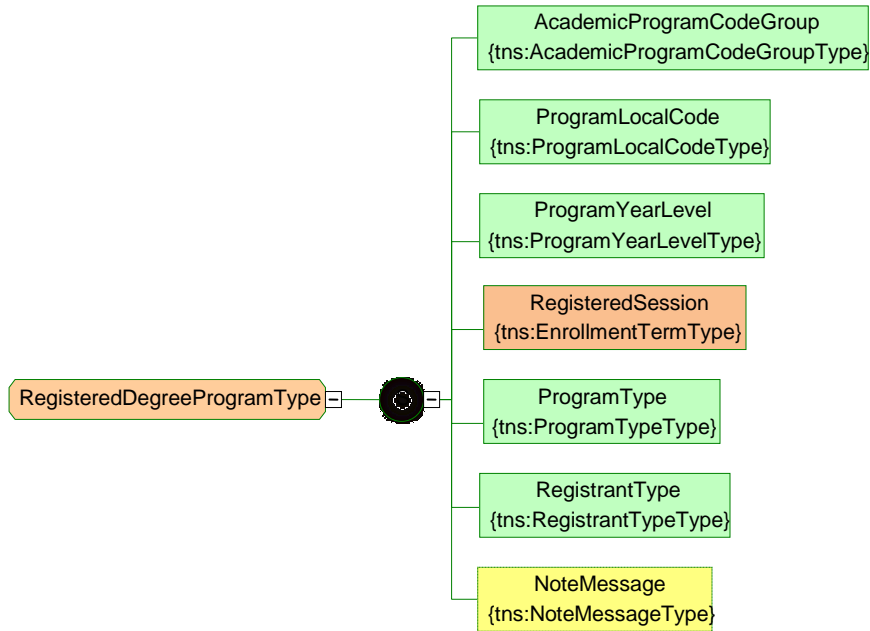 AcademicProgramCodeGroup
{tns:AcademicProgramCodeGroupType}
ProgramLocalCode
{tns:ProgramLocalCodeType}
ProgramYearLevel
{tns:ProgramYearLevelType}
RegisteredSession
{tns:EnrollmentTermType}
RegisteredDegreeProgramType
ProgramType
{tns:ProgramTypeType}
RegistrantType
{tns:RegistrantTypeType}
NoteMessage
{tns:NoteMessageType}